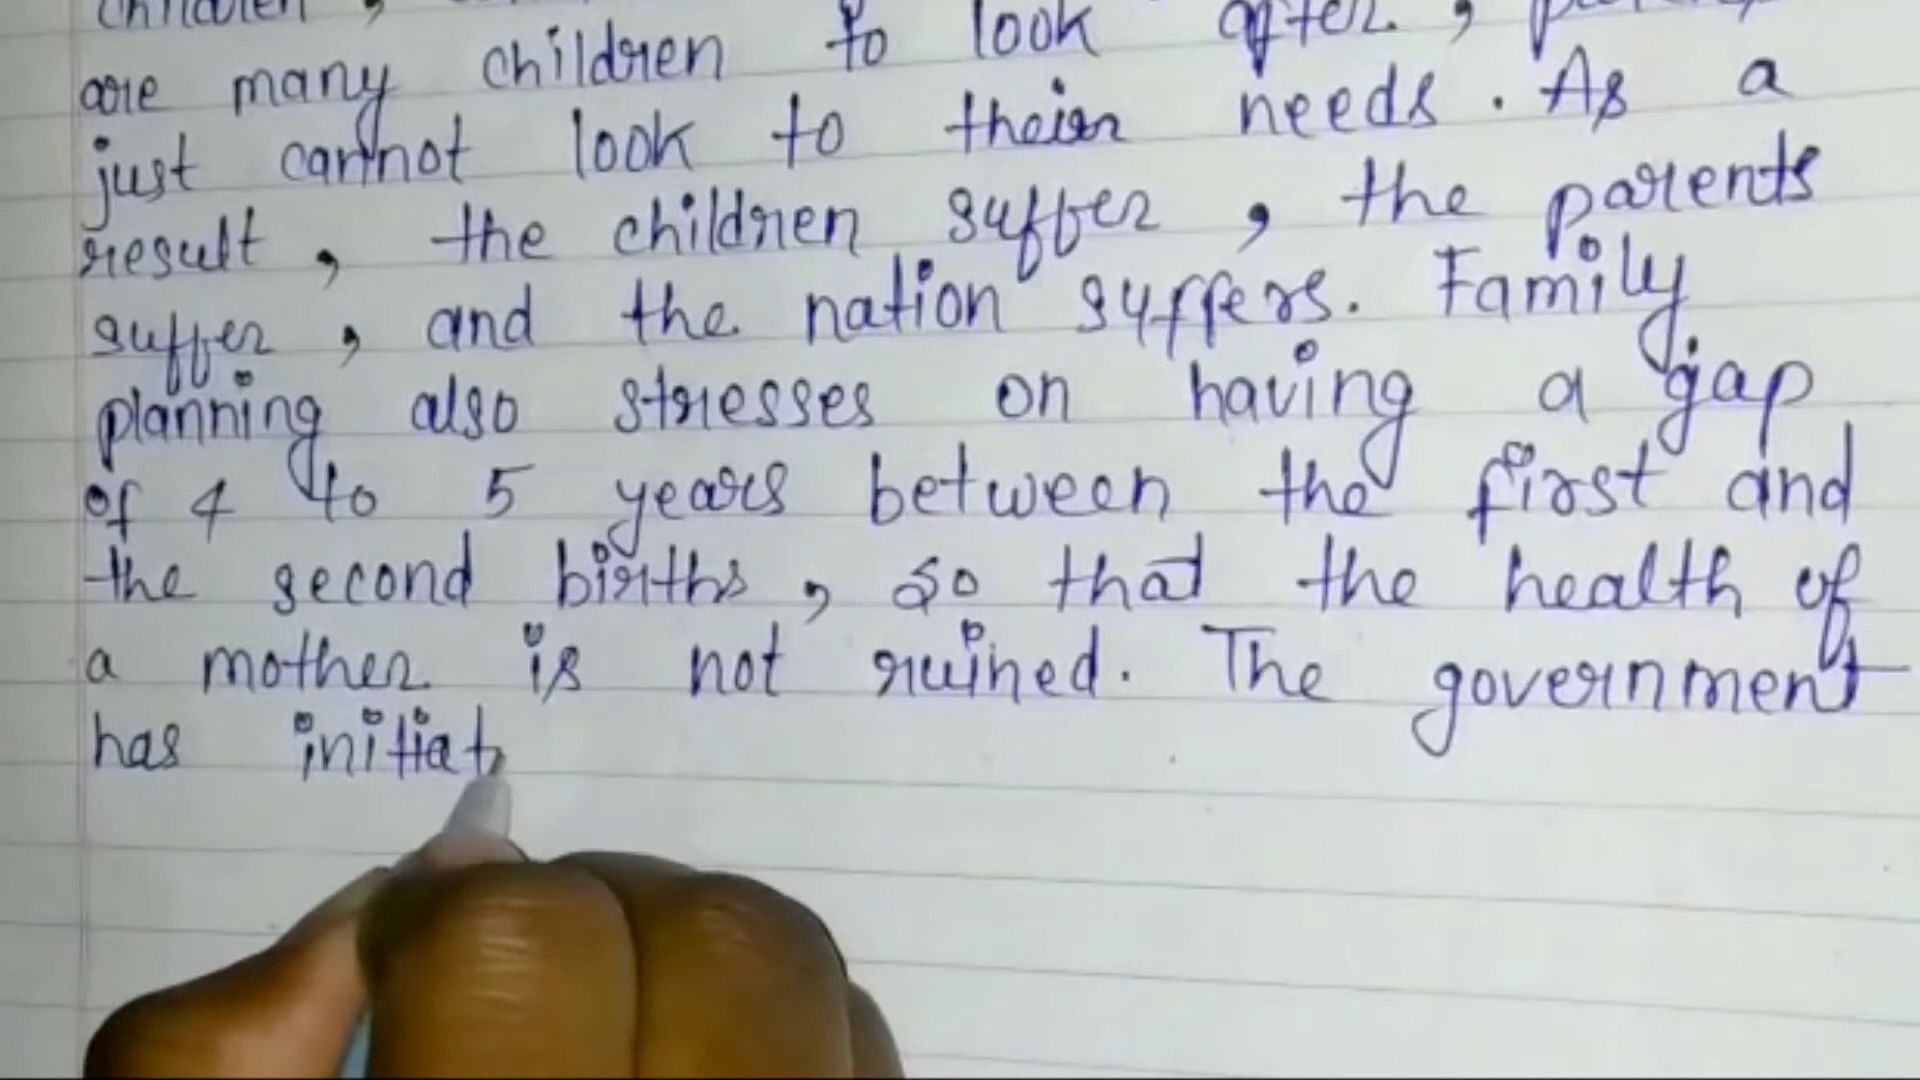 children ,
are many children to look after ,
just cannot look to their needs . As a
result , the children suffer , the parents
suffer , and the nation suffers. Family
planning also stresses on having a gap
of 4 to 5 years between the first and
the second births , so that the health of
a mother is not ruined. The government
has initiat